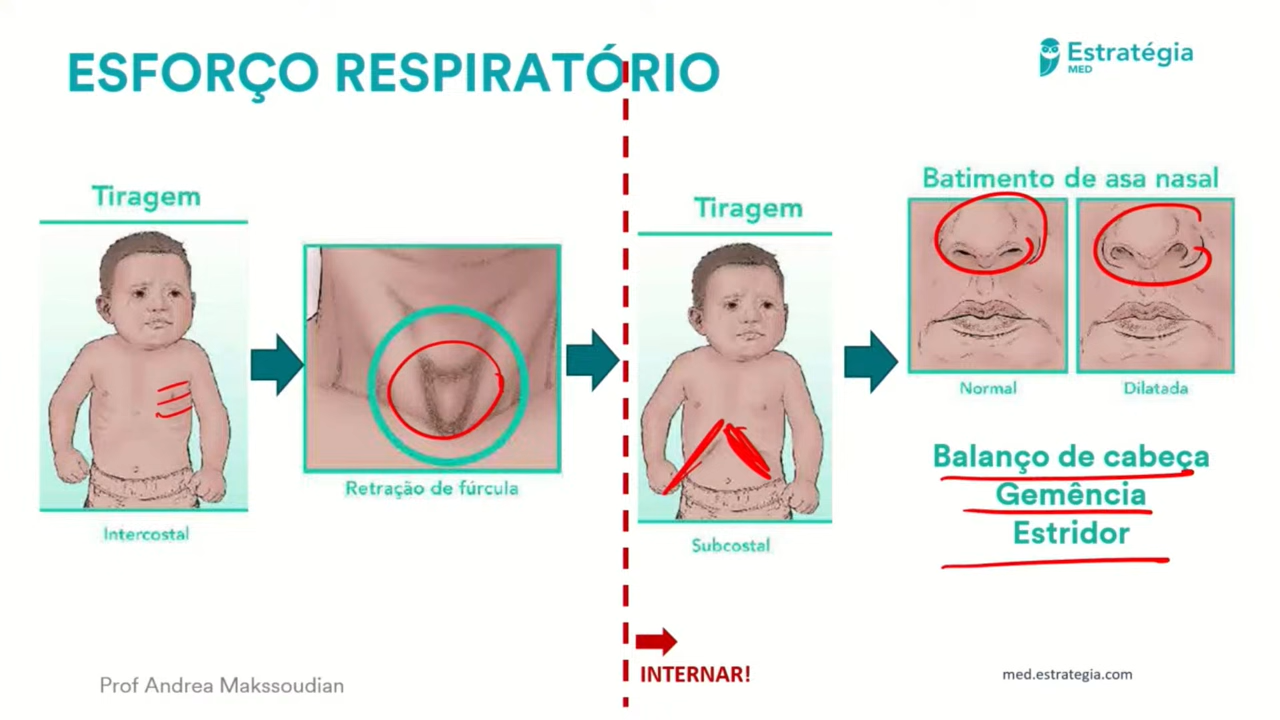 ESFORÇO RESPIRATÓRIO
Estratégia
MED
Tiragem
Intercostal
Retração de fúrcula
Tiragem
Subcostal
Batimento de asa nasal
Normal
Dilatada
Balanço de cabeça
Gemência
Estridor
INTERNAR!
Prof Andrea Makssoudian
med.estrategia.com